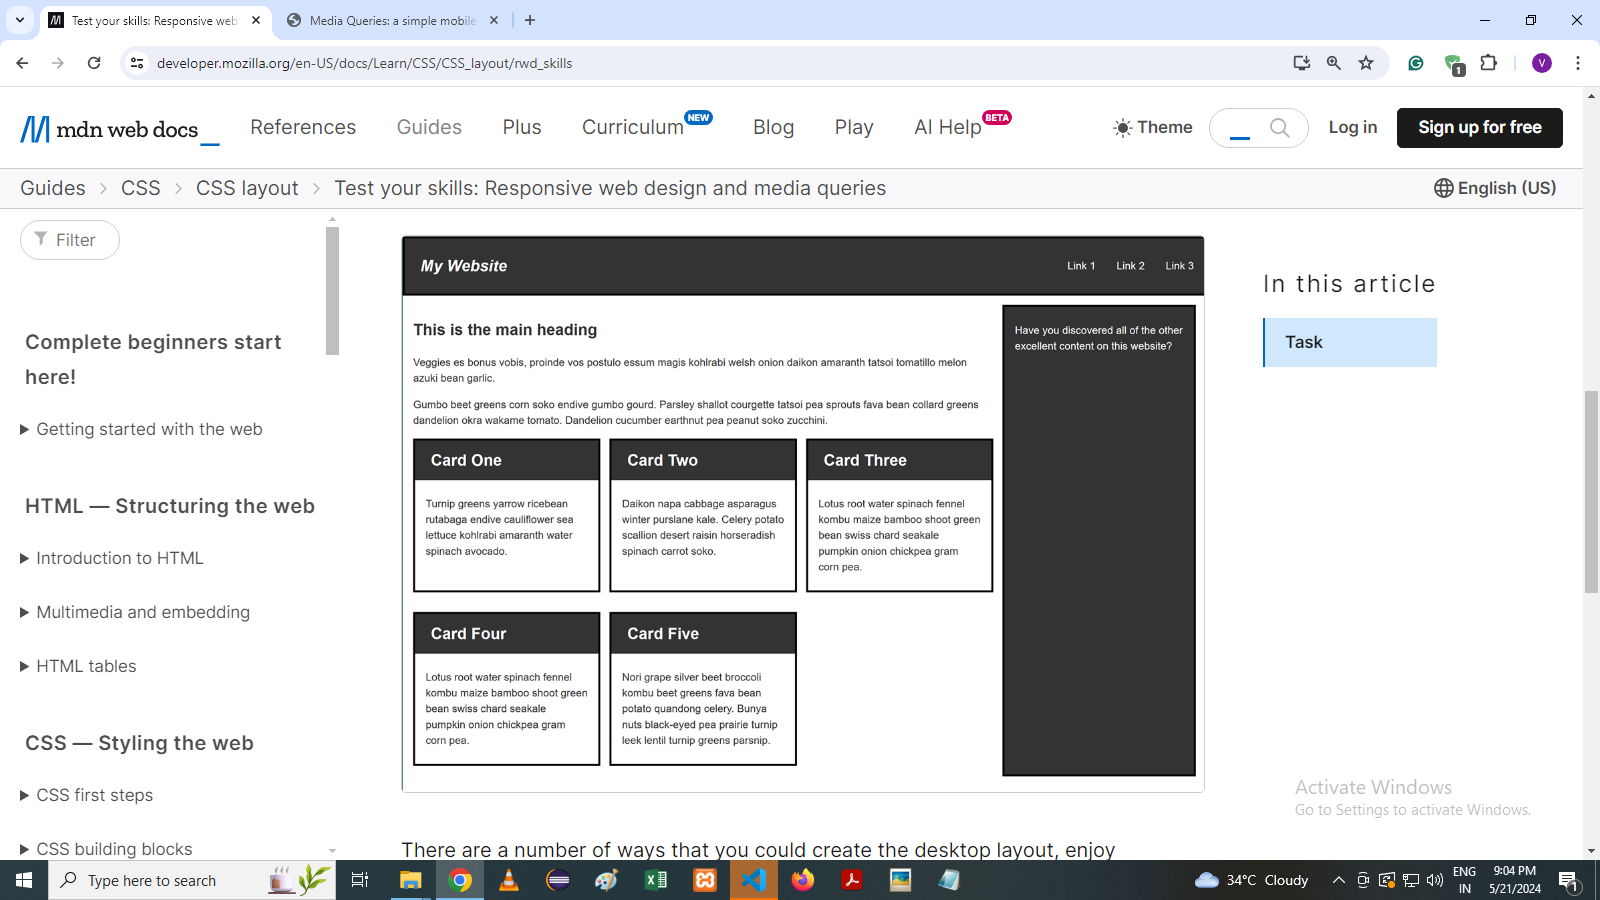 Test your skills: Responsive web
Media Queries: a simple mobile
developer.mozilla.org/en-US/docs/Learn/CSS/CSS_layout/rwd_skills
1
V
mdn web docs_
References
Guides
Plus
Curriculum NEW
Blog
Play
AI Help BETA
Theme
Log in
Sign up for free
Guides
CSS
CSS layout
Test your skills: Responsive web design and media queries
English (US)
Filter
Complete beginners start
here!
Getting started with the web
HTML — Structuring the web
Introduction to HTML
Multimedia and embedding
HTML tables
CSS — Styling the web
CSS first steps
CSS building blocks
My Website
Link 1
Link 2
Link 3
This is the main heading
Veggies es bonus vobis, proinde vos postulo essum magis kohlrabi welsh onion daikon amaranth tatsoi tomatillo melon
azuki bean garlic.
Gumbo beet greens corn soko endive gumbo gourd. Parsley shallot courgette tatsoi pea sprouts fava bean collard greens
dandelion okra wakame tomato. Dandelion cucumber earthnut pea peanut soko zucchini.
Card One
Turnip greens yarrow ricebean
rutabaga endive cauliflower sea
lettuce kohlrabi amaranth water
spinach avocado.
Card Two
Daikon napa cabbage asparagus
winter purslane kale. Celery potato
scallion desert raisin horseradish
spinach carrot soko.
Card Three
Lotus root water spinach fennel
kombu maize bamboo shoot green
bean swiss chard seakale
pumpkin onion chickpea gram
corn pea.
Card Four
Lotus root water spinach fennel
kombu maize bamboo shoot green
bean swiss chard seakale
pumpkin onion chickpea gram
corn pea.
Card Five
Nori grape silver beet broccoli
kombu beet greens fava bean
potato quandong celery. Bunya
nuts black-eyed pea prairie turnip
leek lentil turnip greens parsnip.
Have you discovered all of the other
excellent content on this website?
There are a number of ways that you could create the desktop layout, enjoy
In this article
Task
Activate Windows
Go to Settings to activate Windows.
Type here to search
34°C Cloudy
ENG
IN
9:04 PM
5/21/2024
1